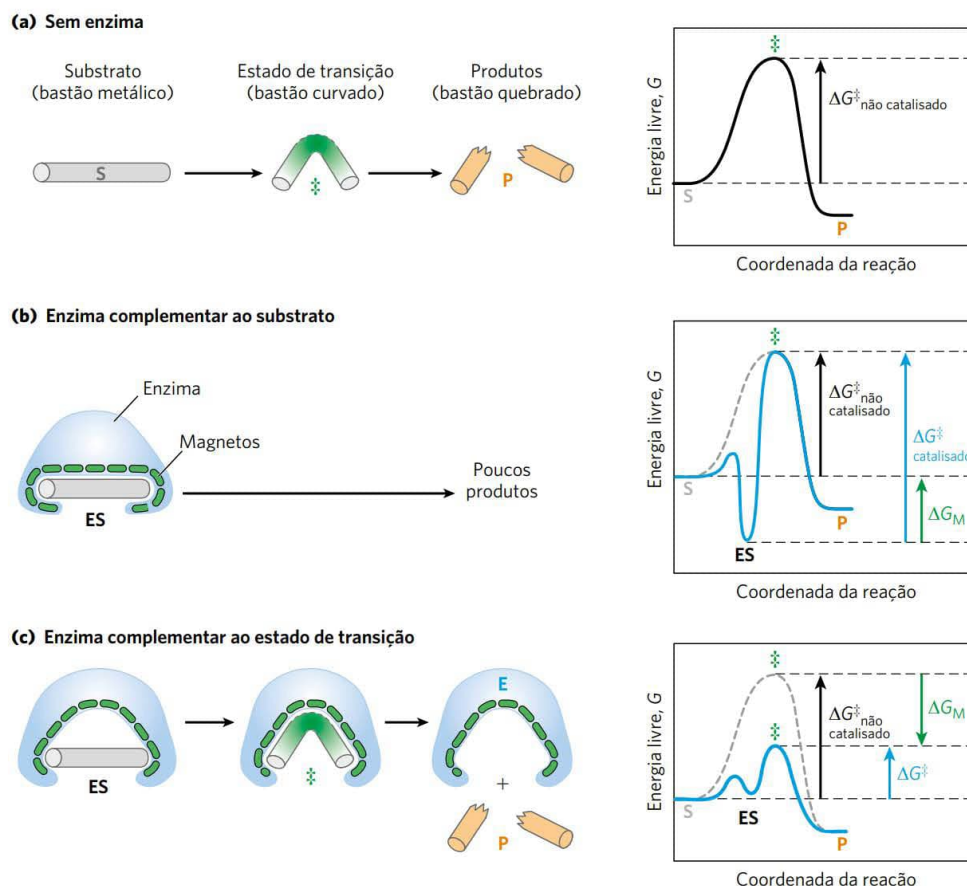 (a) Sem enzima
Substrato
(bastão metálico)
Estado de transição
(bastão curvado)
Produtos
(bastão quebrado)
S
‡
P
Energia livre, G
‡
ΔG‡não catalisado
S
P
Coordenada da reação
(b) Enzima complementar ao substrato
Enzima
Magnetos
ES
Poucos
produtos
Energia livre, G
‡
ΔG‡não
catalisado
ΔG‡
catalisado
ΔGM
S
ES
P
Coordenada da reação
(c) Enzima complementar ao estado de transição
ES
‡
E
+
P
Energia livre, G
‡
ΔG‡não
catalisado
‡
ΔGM
ΔG‡
S
ES
P
Coordenada da reação